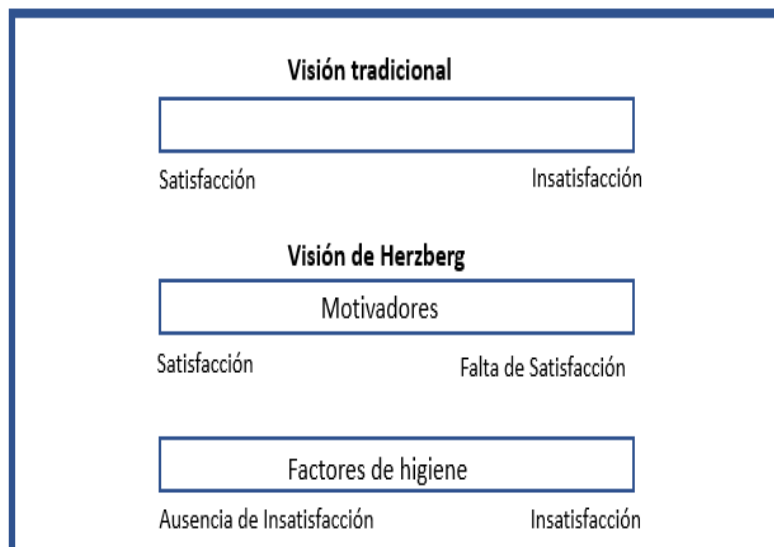 Visión tradicional
Satisfacción Insatisfacción
Visión de Herzberg
Motivadores
Satisfacción Falta de Satisfacción
Factores de higiene
Ausencia de Insatisfacción Insatisfacción